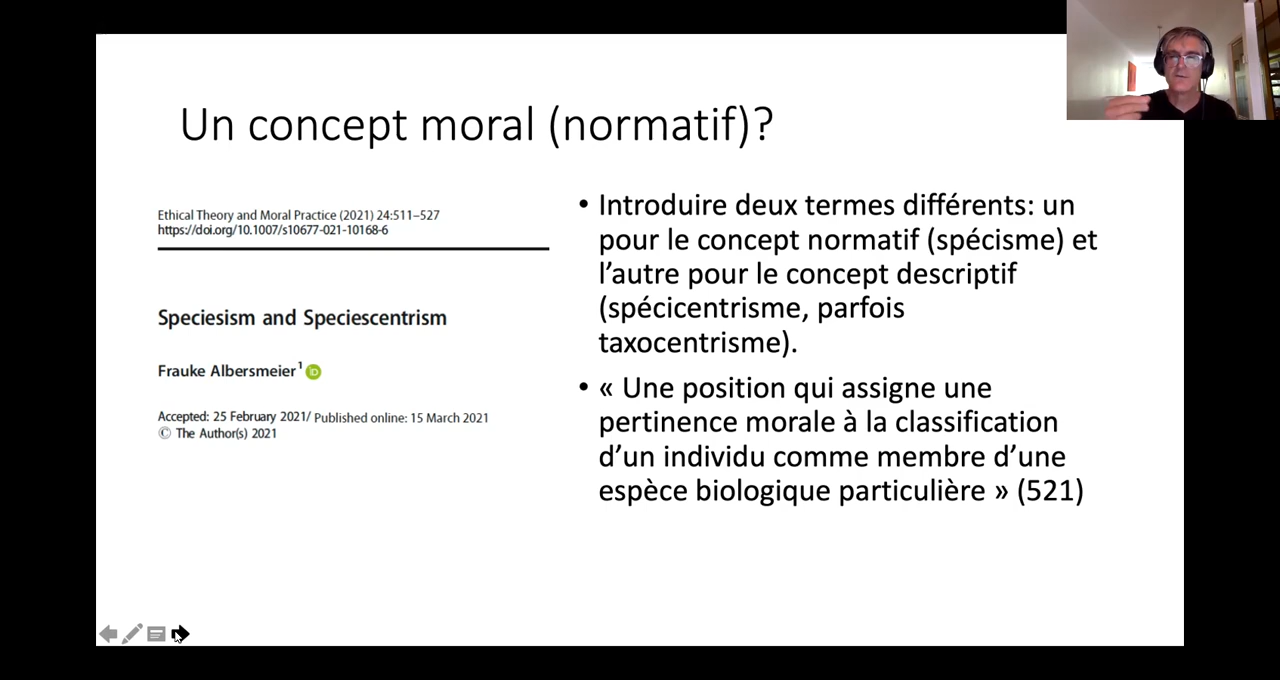 Un concept moral (normatif)?
Ethical Theory and Moral Practice (2021) 24:511–527
https://doi.org/10.1007/s10677-021-10168-6
Speciesism and Speciescentrism
Frauke Albersmeier¹ iD
Accepted: 25 February 2021/ Published online: 15 March 2021
© The Author(s) 2021
• Introduire deux termes différents: un
pour le concept normatif (spécisme) et
l’autre pour le concept descriptif
(spécicentrisme, parfois
taxocentrisme).
• « Une position qui assigne une
pertinence morale à la classification
d’un individu comme membre d’une
espèce biologique particulière » (521)